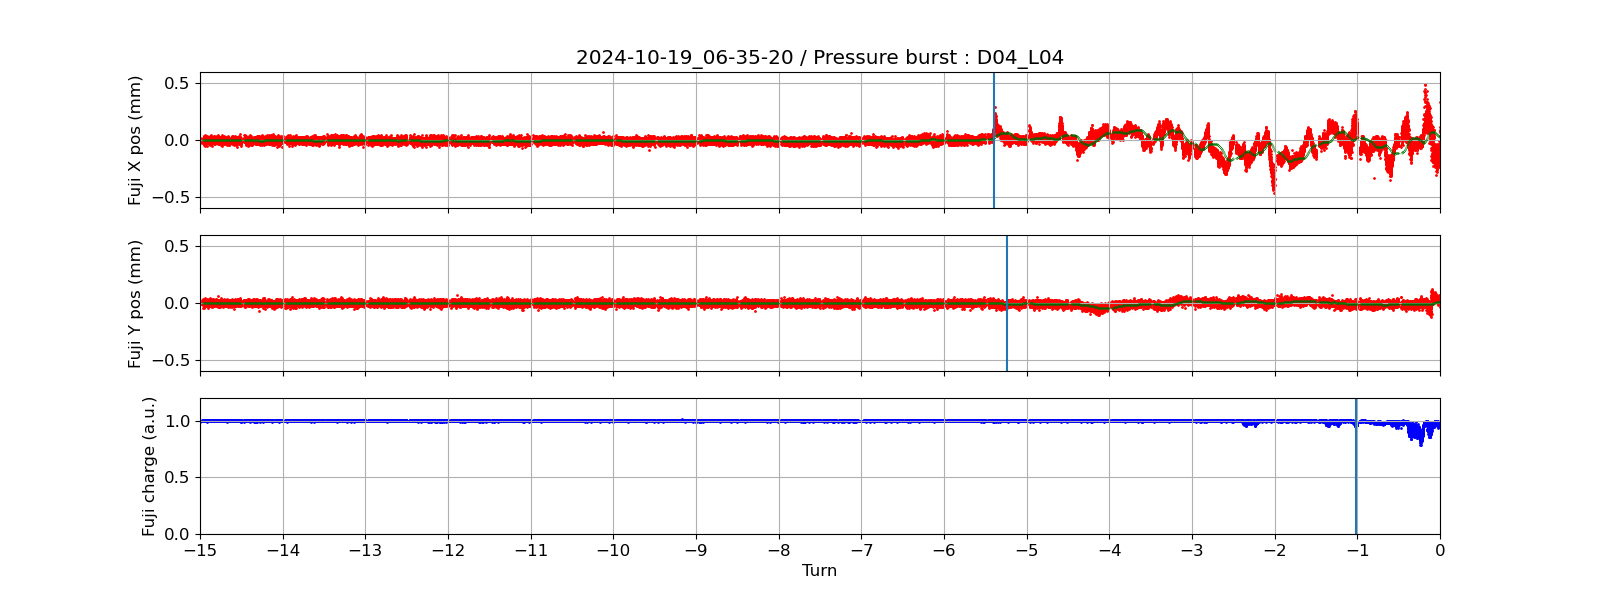 2024-10-19_06-35-20 / Pressure burst : D04_L04
Fuji X pos (mm)
0.5
0.0
−0.5
Fuji Y pos (mm)
0.5
0.0
−0.5
Fuji charge (a.u.)
1.0
0.5
0.0
−15 −14 −13 −12 −11 −10 −9 −8 −7 −6 −5 −4 −3 −2 −1 0
Turn